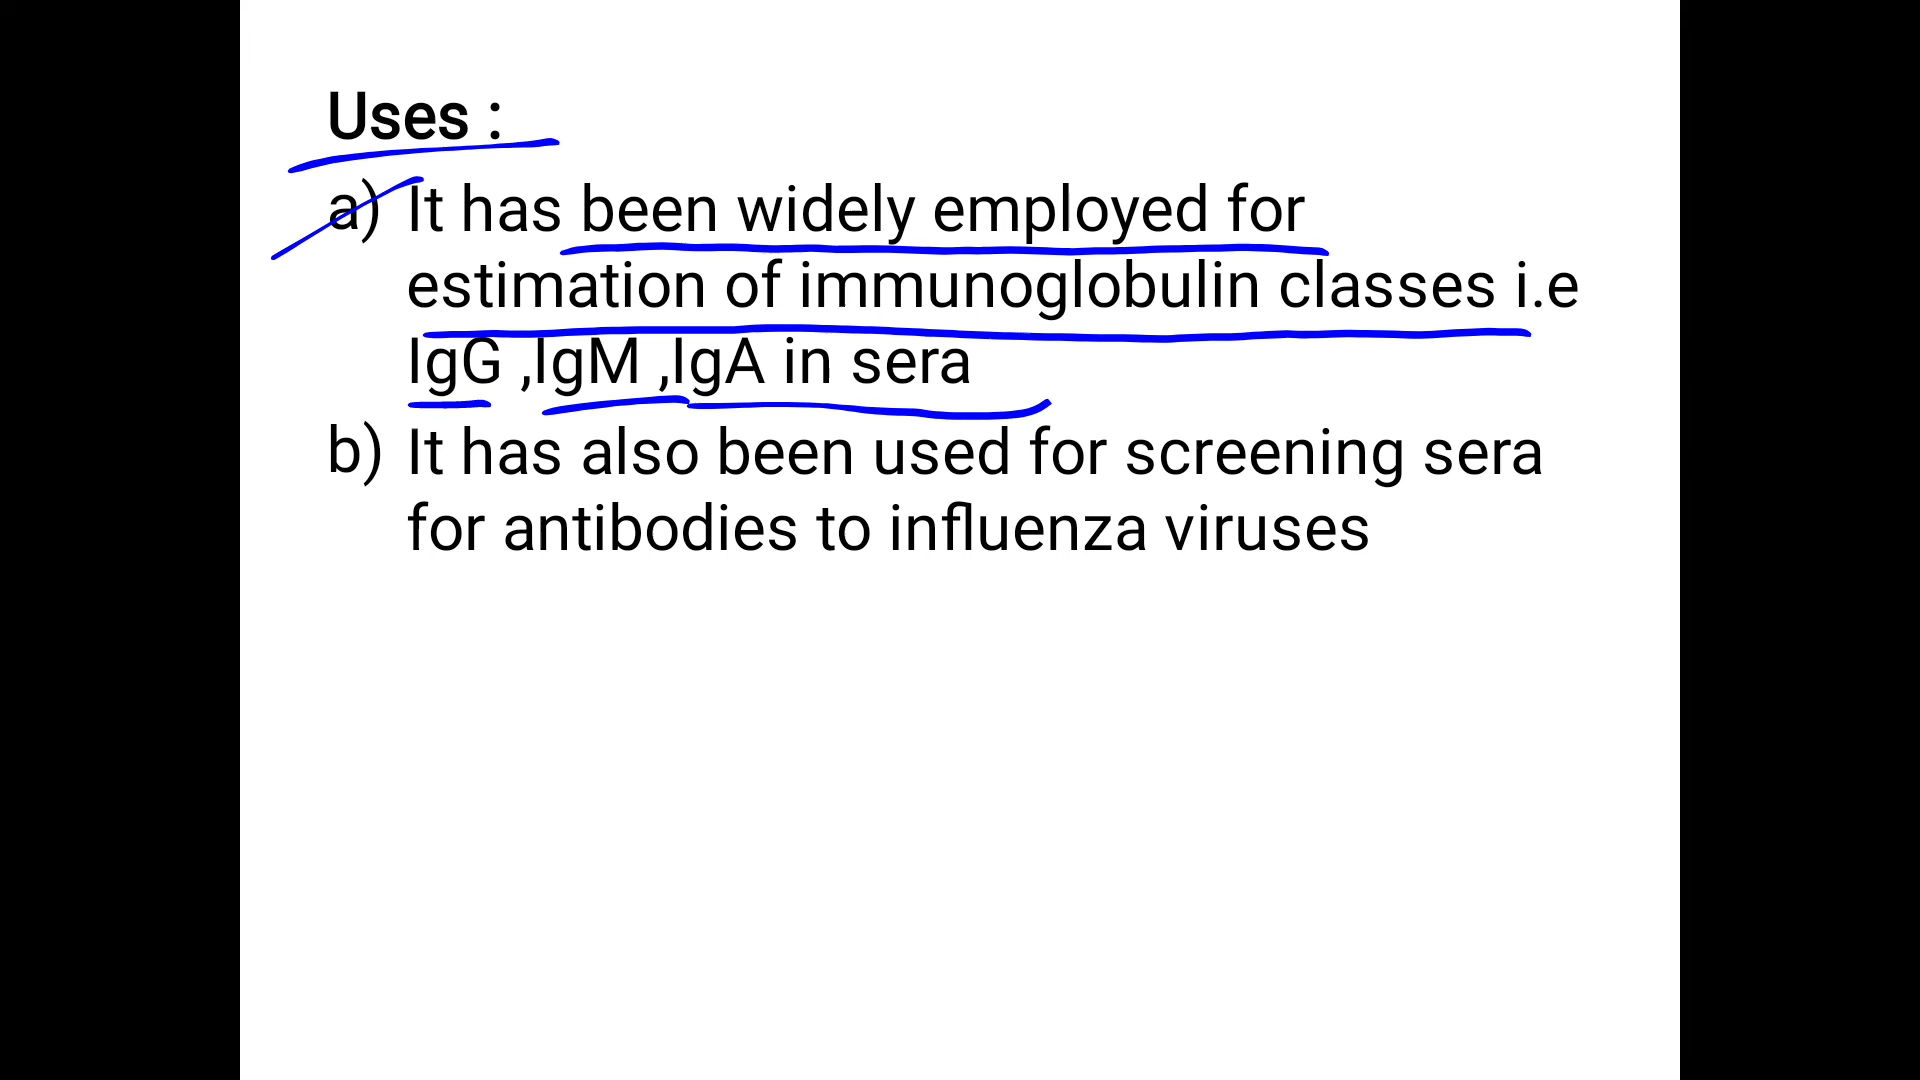 Uses :
a) It has been widely employed for
estimation of immunoglobulin classes i.e
IgG ,IgM ,IgA in sera
b) It has also been used for screening sera
for antibodies to influenza viruses